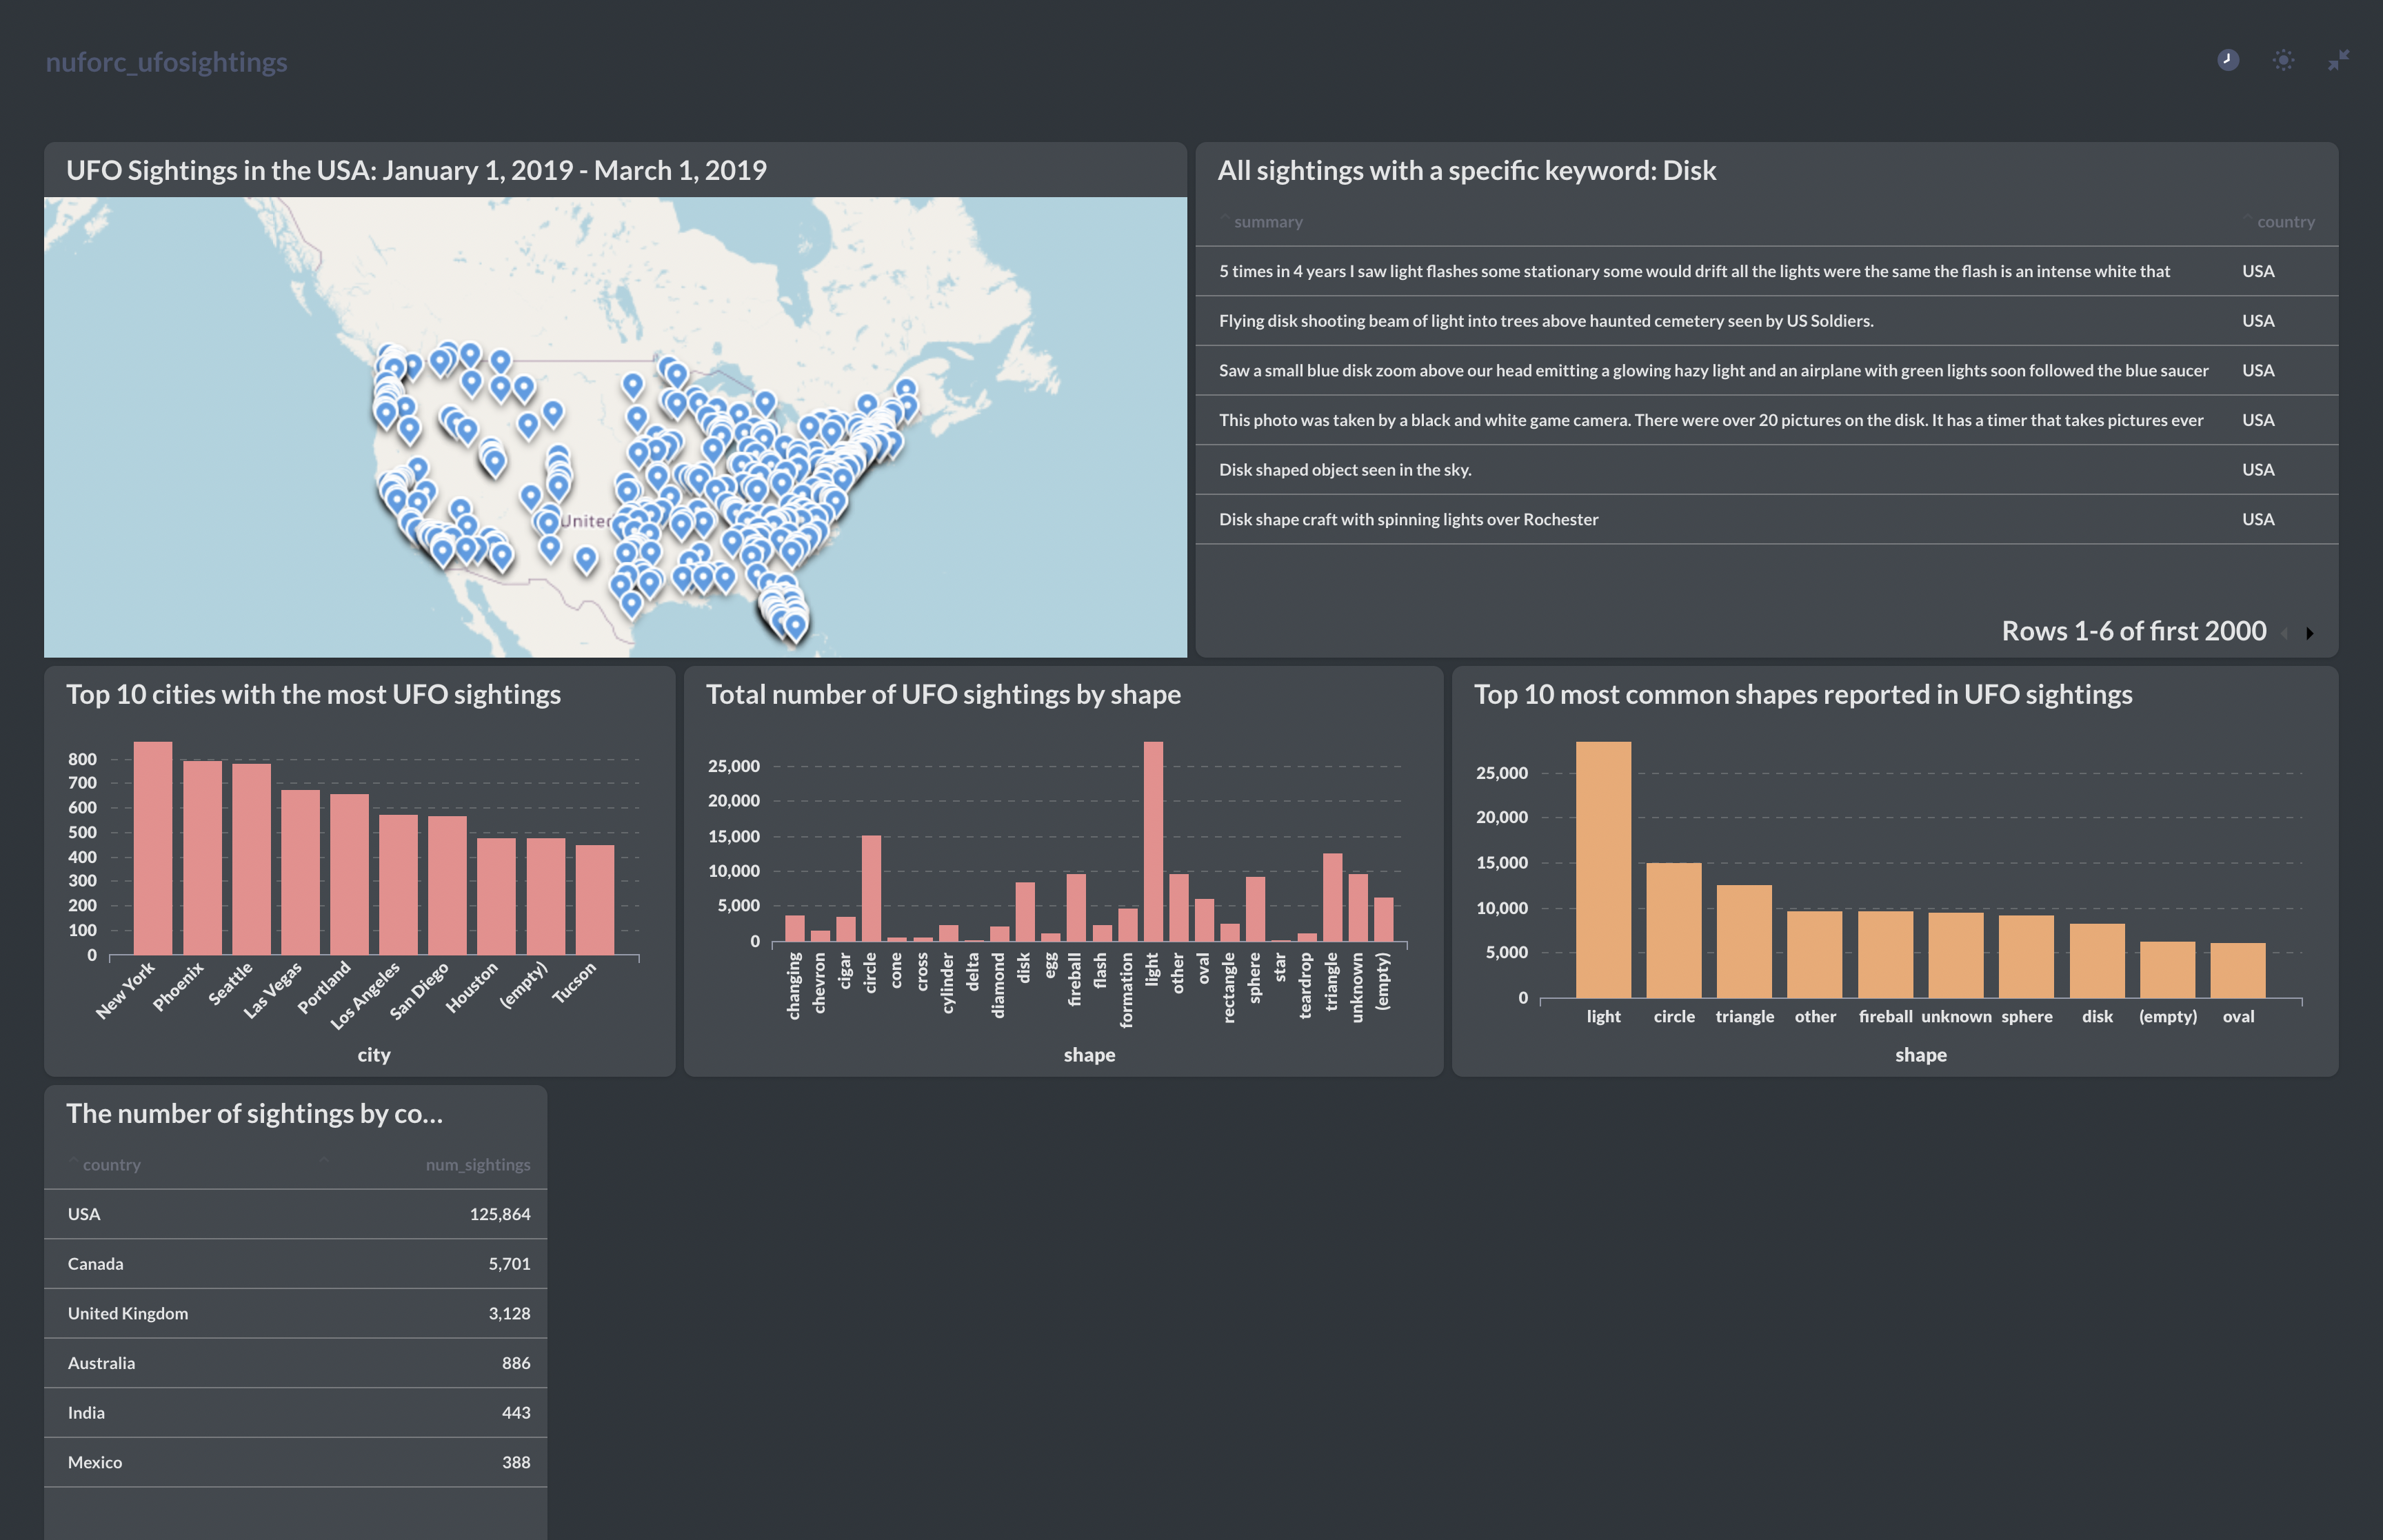 nuforc_ufosightings
UFO Sightings in the USA: January 1, 2019 - March 1, 2019
United
All sightings with a specific keyword: Disk
summary country
5 times in 4 years I saw light flashes some stationary some would drift all the lights were the same the flash is an intense white that USA
Flying disk shooting beam of light into trees above haunted cemetery seen by US Soldiers. USA
Saw a small blue disk zoom above our head emitting a glowing hazy light and an airplane with green lights soon followed the blue saucer USA
This photo was taken by a black and white game camera. There were over 20 pictures on the disk. It has a timer that takes pictures ever USA
Disk shaped object seen in the sky. USA
Disk shape craft with spinning lights over Rochester USA
Rows 1-6 of first 2000
Top 10 cities with the most UFO sightings
800
700
600
500
400
300
200
100
0
New York Phoenix Seattle Las Vegas Portland Los Angeles San Diego Houston (empty) Tucson
city
Total number of UFO sightings by shape
25,000
20,000
15,000
10,000
5,000
0
changing chevron cigar circle cone cross cylinder delta diamond disk egg fireball flash formation light other oval rectangle sphere star teardrop triangle unknown (empty)
shape
Top 10 most common shapes reported in UFO sightings
25,000
20,000
15,000
10,000
5,000
0
light circle triangle other fireball unknown sphere disk (empty) oval
shape
The number of sightings by co...
country num_sightings
USA 125,864
Canada 5,701
United Kingdom 3,128
Australia 886
India 443
Mexico 388